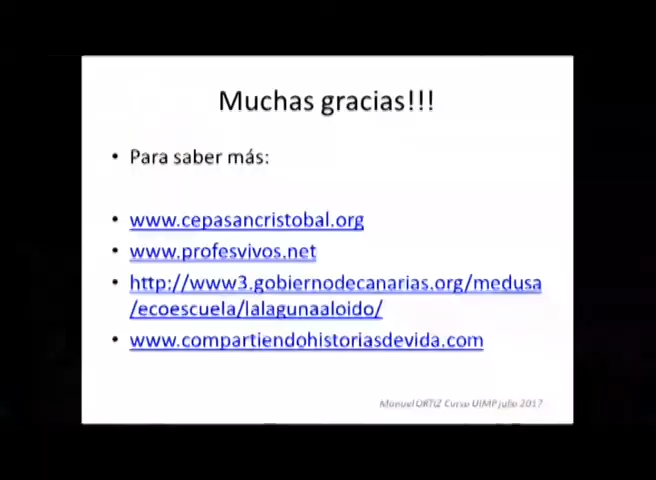 Muchas gracias!!!
• Para saber más:
• www.cepasancristobal.org
• www.profesvivos.net
• http://www3.gobiernodecanarias.org/medusa
/ecoescuela/lalagunaaloido/
• www.compartiendohistoriasdevida.com
Manuel ORTIZ Curso UIMP julio 2017